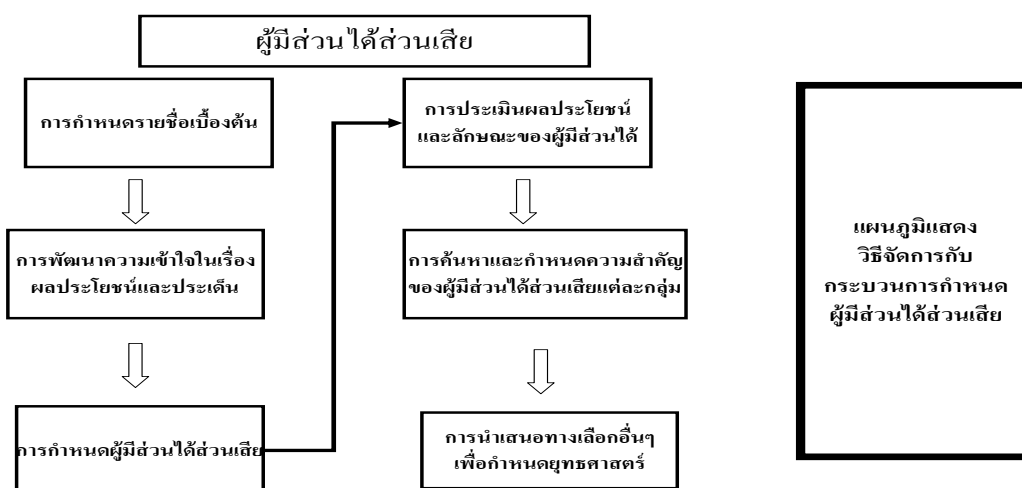 ผู้มีส่วนได้ส่วนเสีย
การกำหนดรายชื่อเบื้องต้น
การพัฒนาความเข้าใจในเรื่อง
ผลประโยชน์และประเด็น
การกำหนดผู้มีส่วนได้ส่วนเสีย
การประเมินผลประโยชน์
และลักษณะของผู้มีส่วนได้
การค้นหาและกำหนดความสำคัญ
ของผู้มีส่วนได้ส่วนเสียแต่ละกลุ่ม
การนำเสนอทางเลือกอื่นๆ
เพื่อกำหนดยุทธศาสตร์
แผนภูมิแสดง
วิธีจัดการกับ
กระบวนการกำหนด
ผู้มีส่วนได้ส่วนเสีย